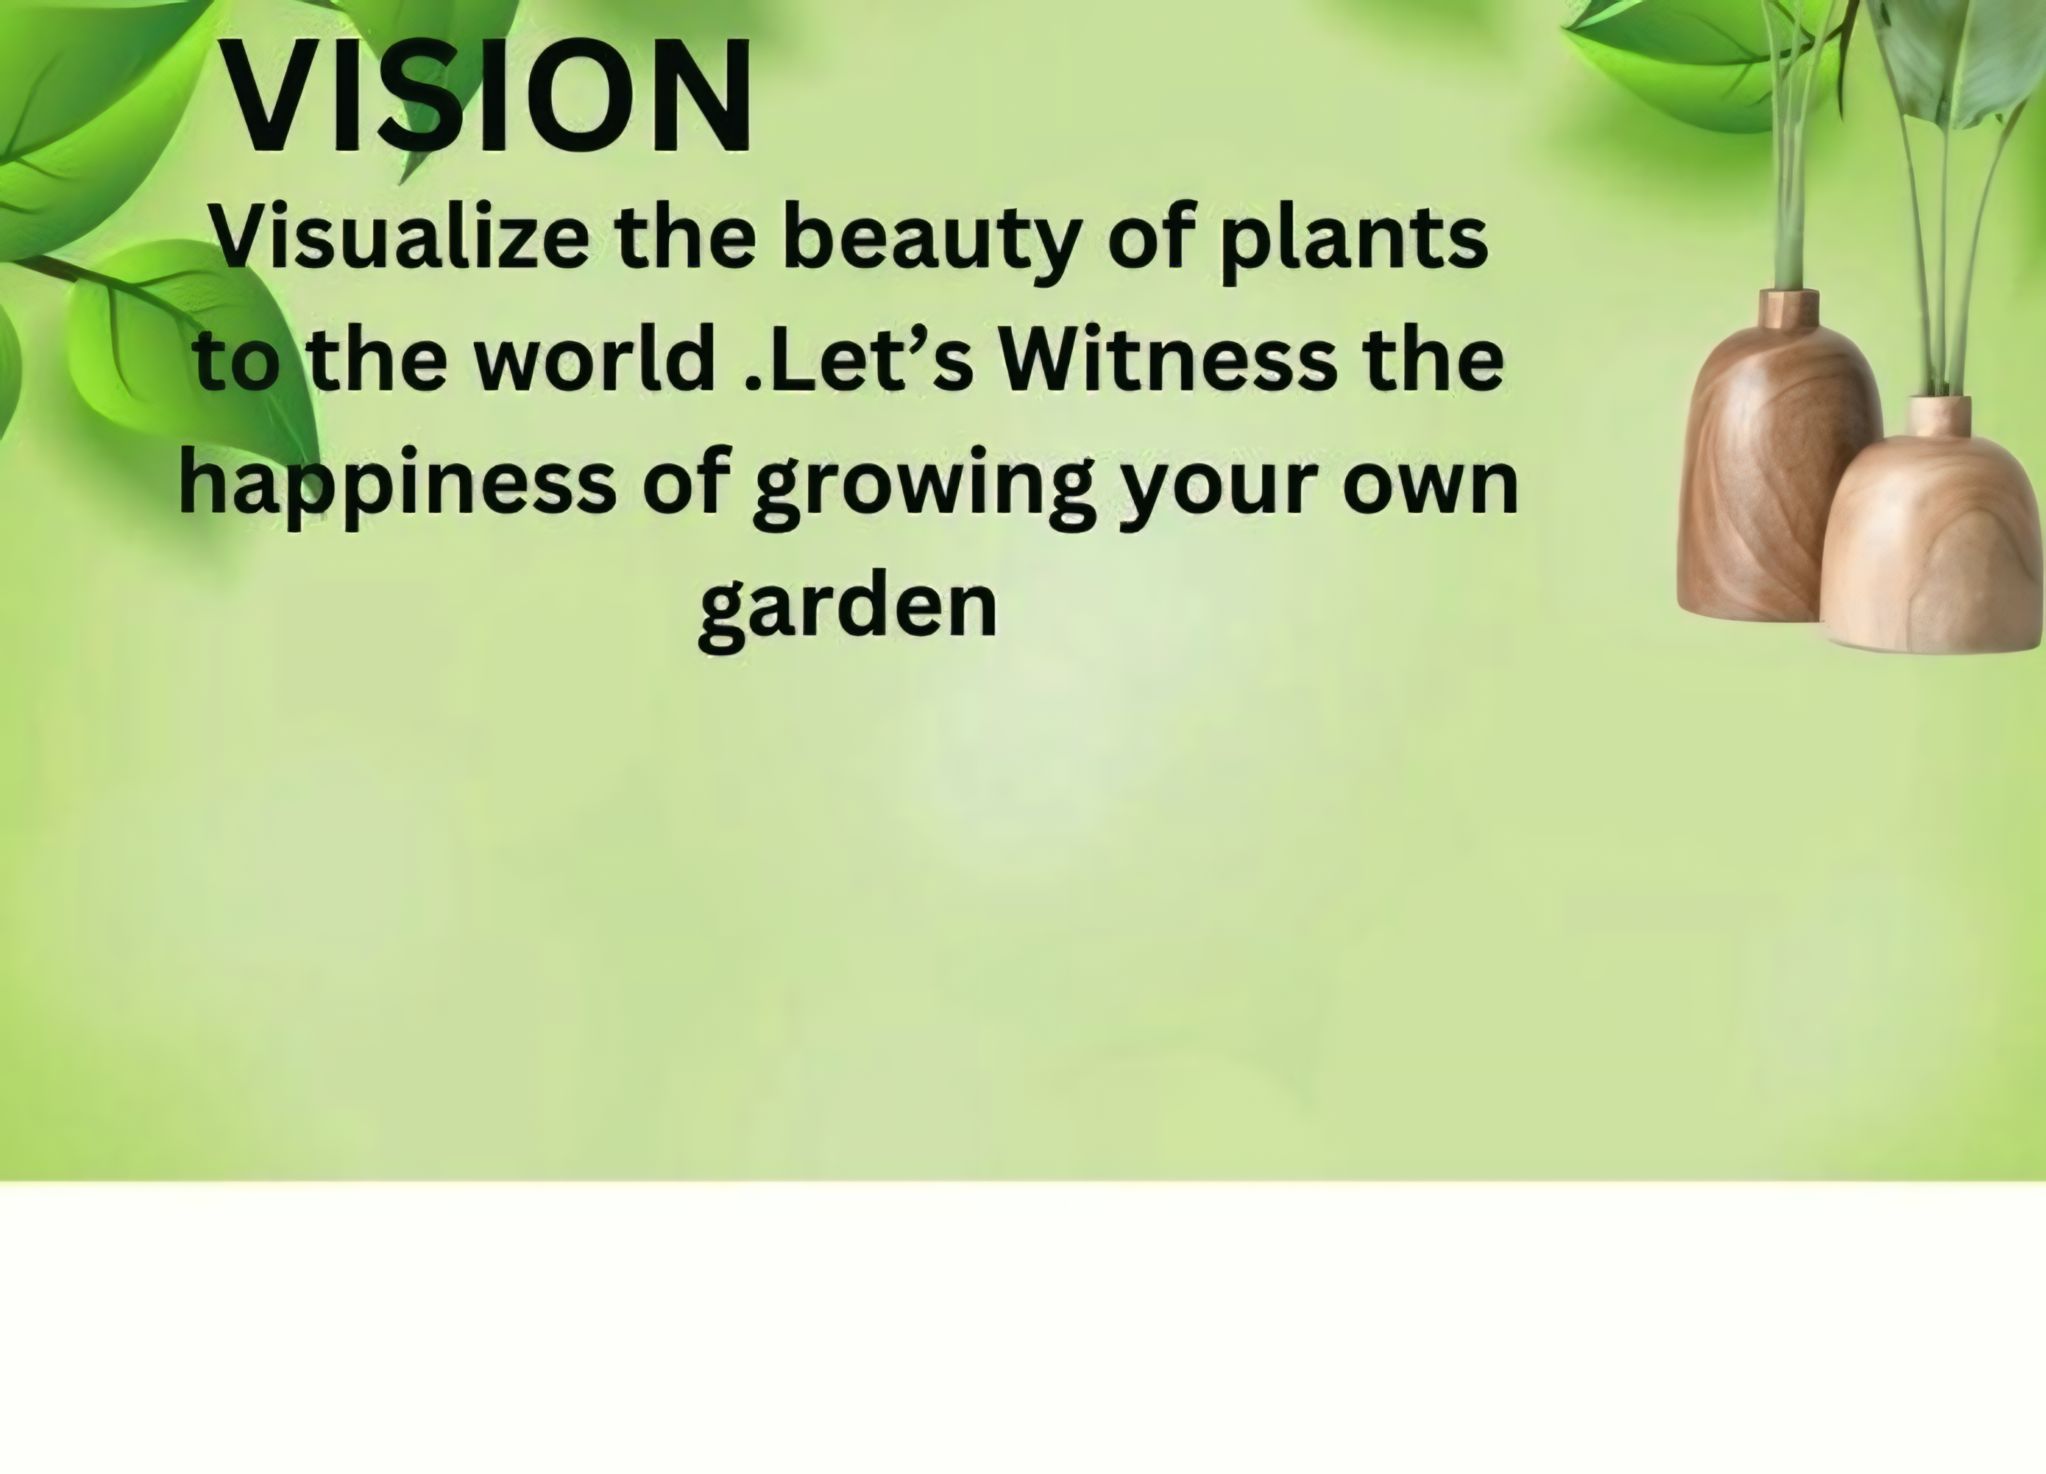 VISION
Visualize the beauty of plants
to the world .Let’s Witness the
happiness of growing your own
garden